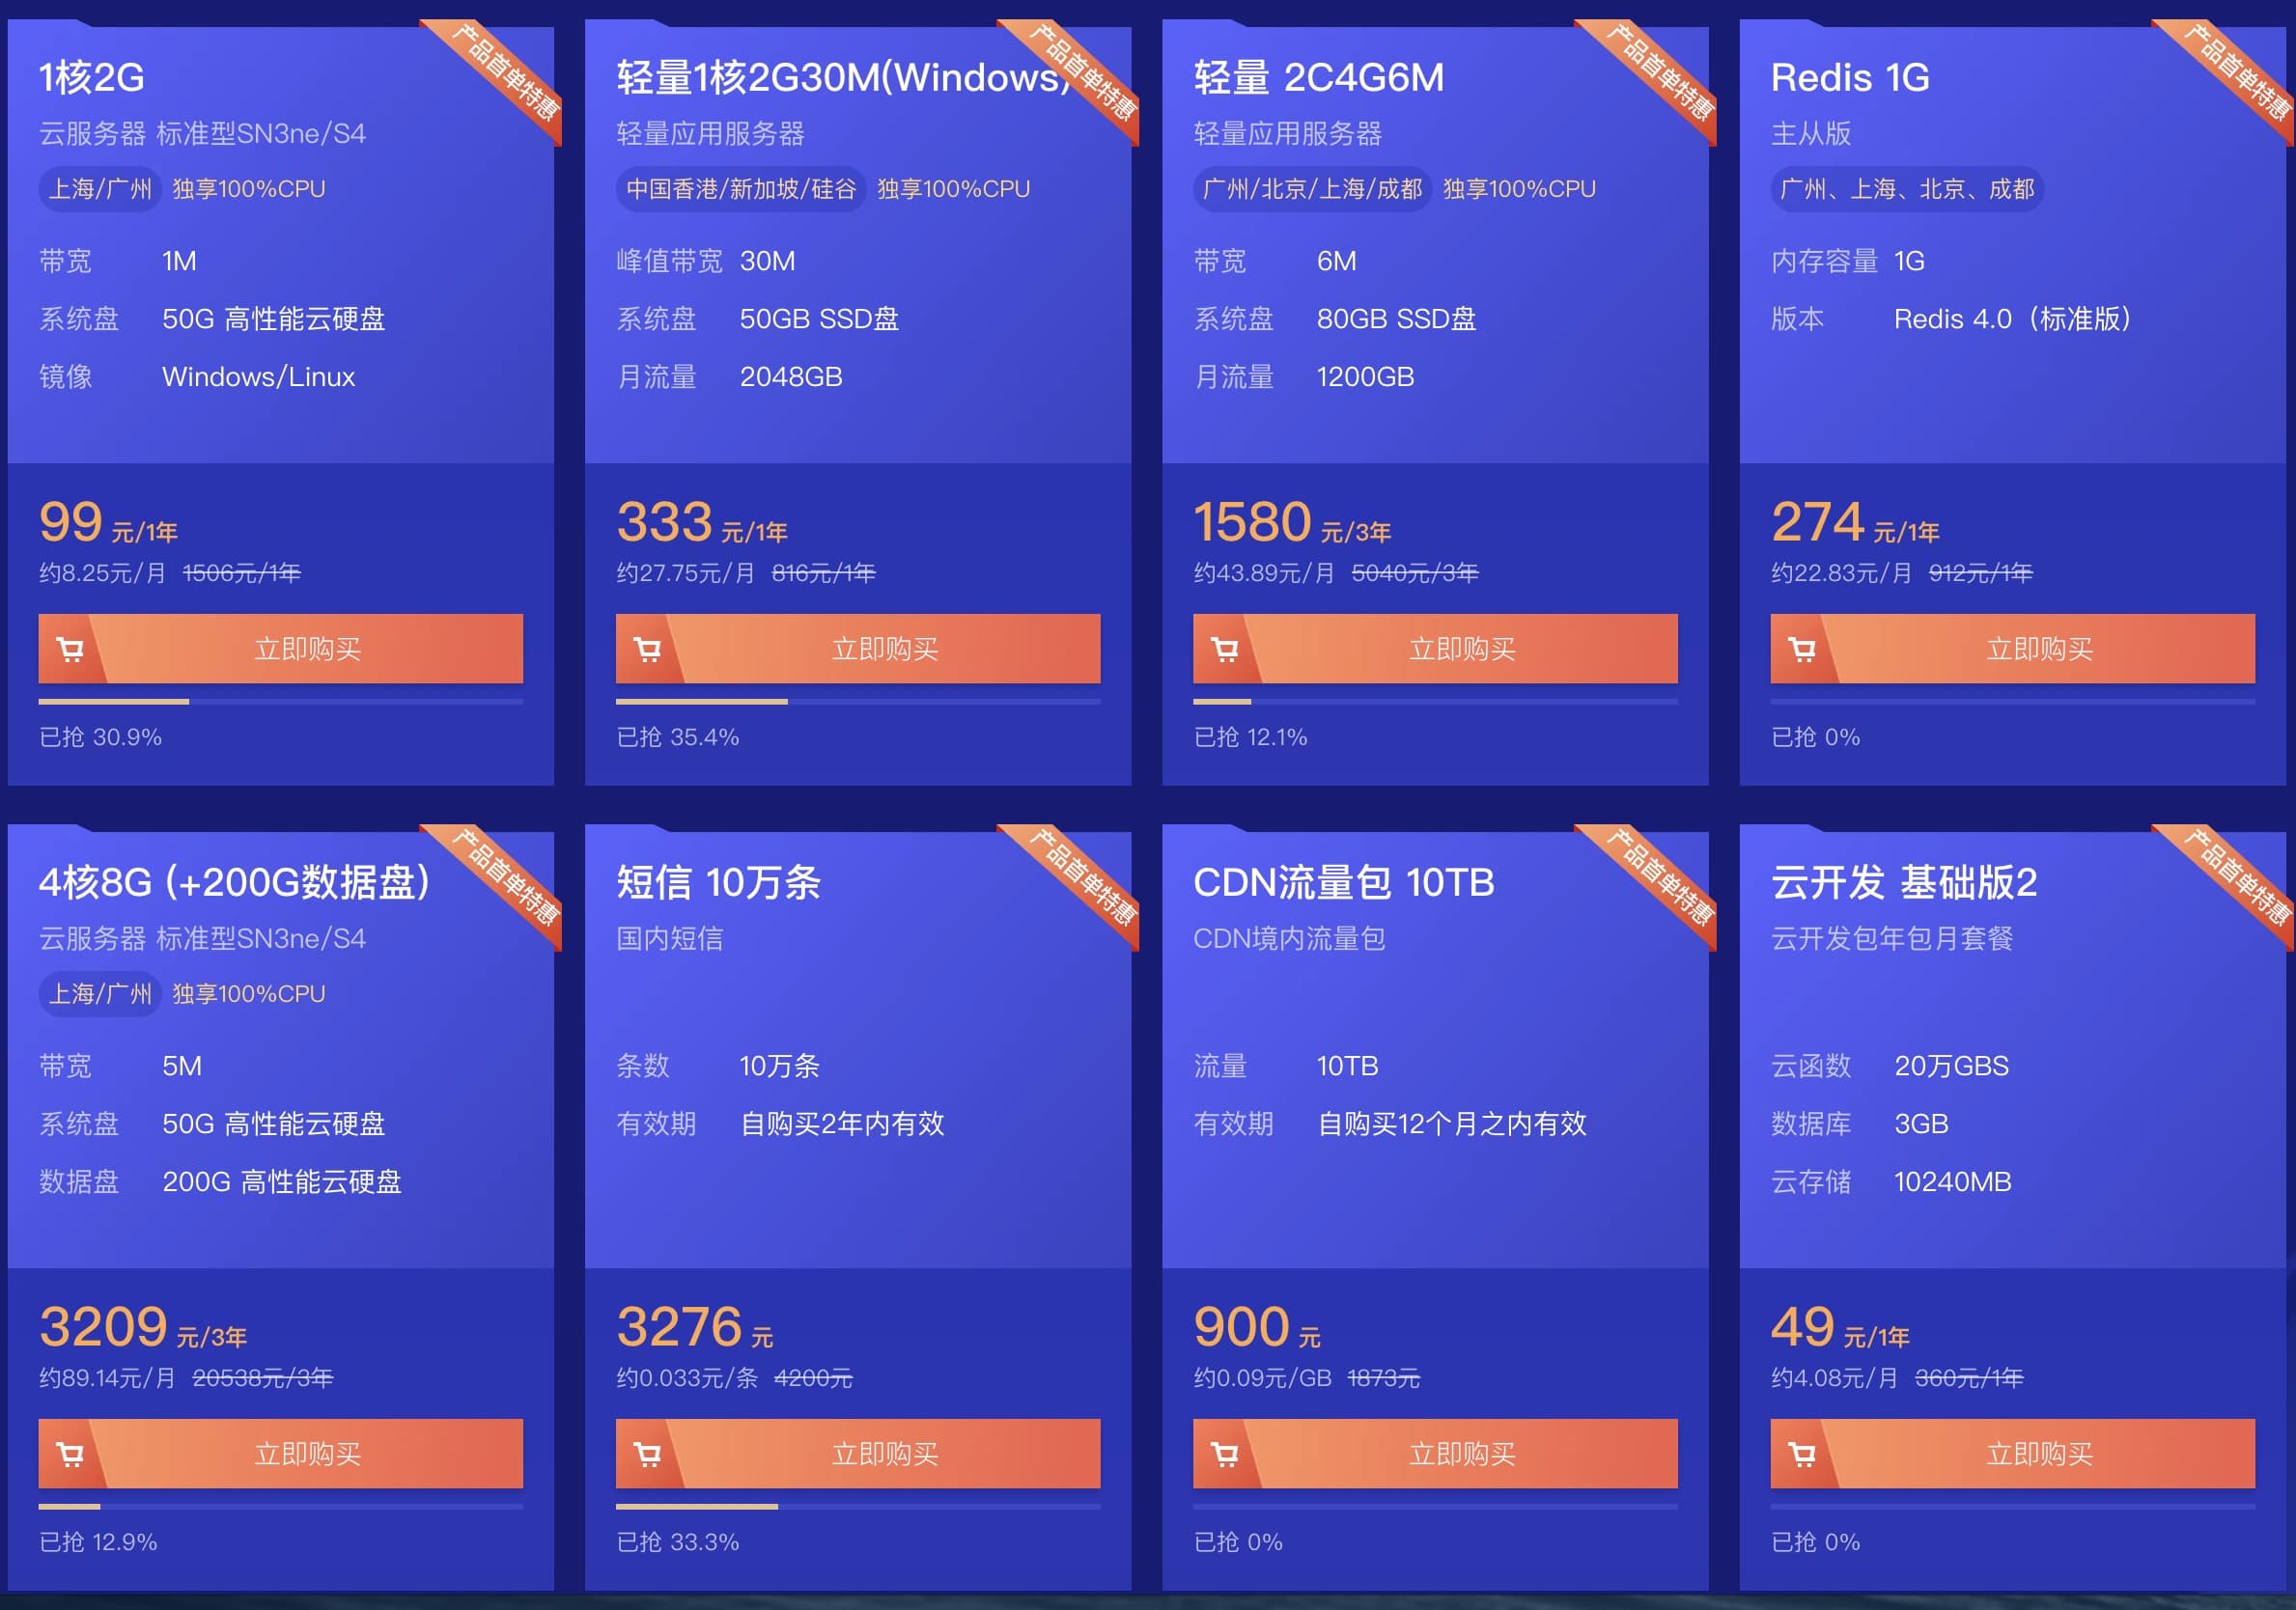 1核2G
产品首单特惠
云服务器 标准型SN3ne/S4
上海/广州 独享100%CPU
带宽 1M
系统盘 50G 高性能云硬盘
镜像 Windows/Linux
99 元/1年
约8.25元/月 1506元/1年
立即购买
已抢 30.9%
轻量1核2G30M(Windows)
产品首单特惠
轻量应用服务器
中国香港/新加坡/硅谷 独享100%CPU
峰值带宽 30M
系统盘 50GB SSD盘
月流量 2048GB
333 元/1年
约27.75元/月 816元/1年
立即购买
已抢 35.4%
轻量 2C4G6M
产品首单特惠
轻量应用服务器
广州/北京/上海/成都 独享100%CPU
带宽 6M
系统盘 80GB SSD盘
月流量 1200GB
1580 元/3年
约43.89元/月 5040元/3年
立即购买
已抢 12.1%
Redis 1G
产品首单特惠
主从版
广州、上海、北京、成都
内存容量 1G
版本 Redis 4.0（标准版）
274 元/1年
约22.83元/月 912元/1年
立即购买
已抢 0%
4核8G (+200G数据盘)
产品首单特惠
云服务器 标准型SN3ne/S4
上海/广州 独享100%CPU
带宽 5M
系统盘 50G 高性能云硬盘
数据盘 200G 高性能云硬盘
3209 元/3年
约89.14元/月 20538元/3年
立即购买
已抢 12.9%
短信 10万条
产品首单特惠
国内短信
条数 10万条
有效期 自购买2年内有效
3276 元
约0.033元/条 4200元
立即购买
已抢 33.3%
CDN流量包 10TB
产品首单特惠
CDN境内流量包
流量 10TB
有效期 自购买12个月之内有效
900 元
约0.09元/GB 1873元
立即购买
已抢 0%
云开发 基础版2
产品首单特惠
云开发包年包月套餐
云函数 20万GBS
数据库 3GB
云存储 10240MB
49 元/1年
约4.08元/月 360元/1年
立即购买
已抢 0%